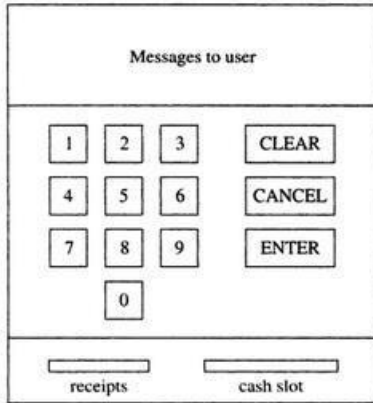 Messages to user
1 2 3 CLEAR
4 5 6 CANCEL
7 8 9 ENTER
0
receipts cash slot